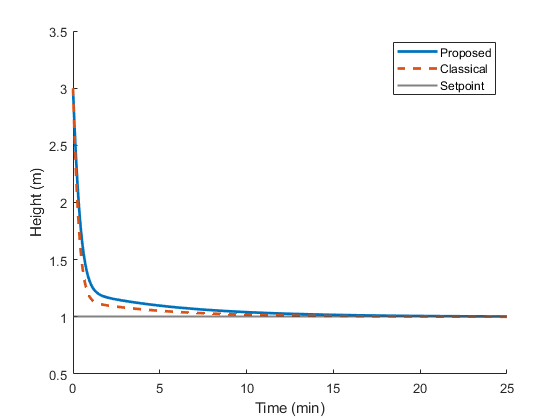 3.5
3
2.5
2
1.5
1
0.5
Height (m)
Proposed
Classical
Setpoint
0 5 10 15 20 25
Time (min)